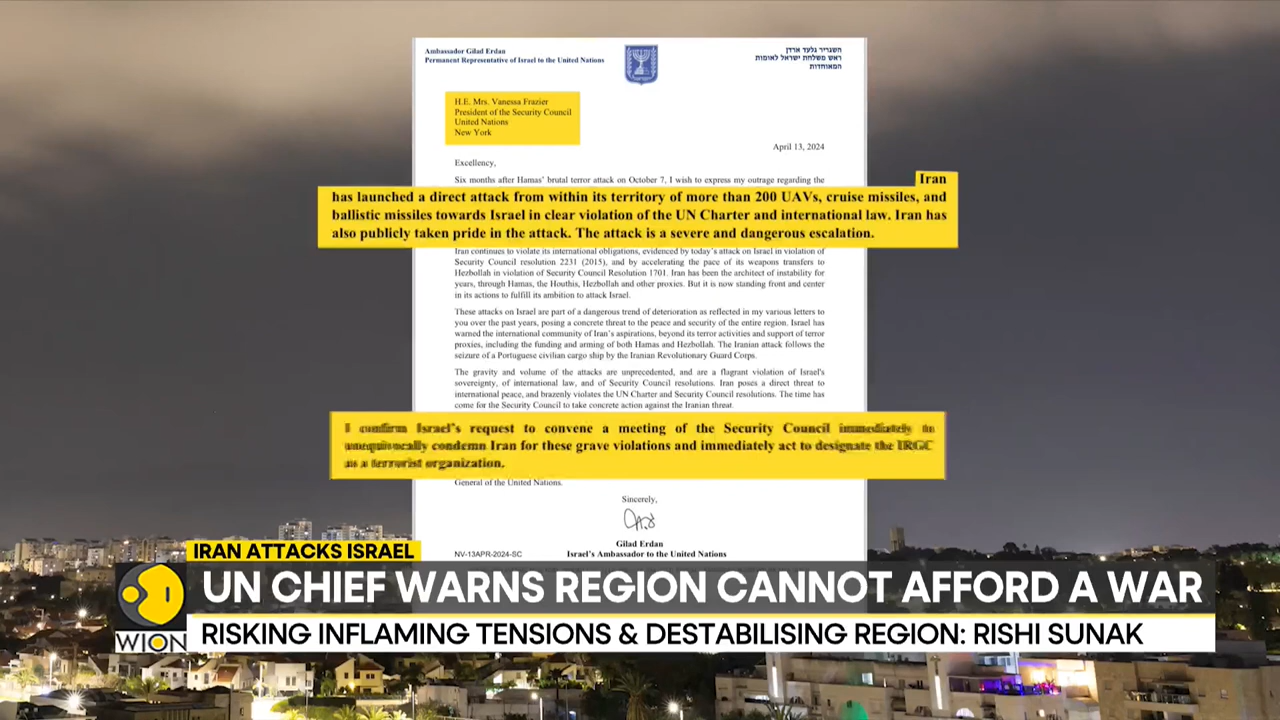 Ambassador Gilad Erdan
Permanent Representative of Israel to the United Nations
השגריר גלעד ארדן
ראש משלחת ישראל לאומות
המאוחדות
H.E. Mrs. Vanessa Frazier
President of the Security Council
United Nations
New York
April 13, 2024
Excellency,
Six months after Hamas' brutal terror attack on October 7, I wish to express my outrage regarding the
Iran
has launched a direct attack from within its territory of more than 200 UAVs, cruise missiles, and
ballistic missiles towards Israel in clear violation of the UN Charter and international law. Iran has
also publicly taken pride in the attack. The attack is a severe and dangerous escalation.
Iran continues to violate its international obligations, evidenced by today's attack on Israel in violation of
Security Council resolution 2231 (2015), and by accelerating the pace of its weapons transfers to
Hezbollah in violation of Security Council Resolution 1701. Iran has been the architect of instability for
years, through Hamas, the Houthis, Hezbollah and other proxies. But it is now standing front and center
in its actions to fulfill its ambition to attack Israel.
These attacks on Israel are part of a dangerous trend of deterioration as reflected in my various letters to
you over the past years, posing a concrete threat to the peace and security of the entire region. Israel has
warned the international community of Iran's aspirations, beyond its terror activities and support of terror
proxies, including the funding and arming of both Hamas and Hezbollah. The Iranian attack follows the
seizure of a Portuguese civilian cargo ship by the Iranian Revolutionary Guard Corps.
The gravity and volume of the attacks are unprecedented, and are a flagrant violation of Israel's
sovereignty, of international law, and of Security Council resolutions. Iran poses a direct threat to
international peace, and brazenly violates the UN Charter and Security Council resolutions. The time has
come for the Security Council to take concrete action against the Iranian threat.
I confirm Israel's request to convene a meeting of the Security Council immediately to
unequivocally condemn Iran for these grave violations and immediately act to designate the IRGC
as a terrorist organization.
General of the United Nations.
Sincerely,
Gilad Erdan
NV-13APR-2024-SC
Israel's Ambassador to the United Nations
IRAN ATTACKS ISRAEL
UN CHIEF WARNS REGION CANNOT AFFORD A WAR
WION
RISKING INFLAMING TENSIONS & DESTABILISING REGION: RISHI SUNAK